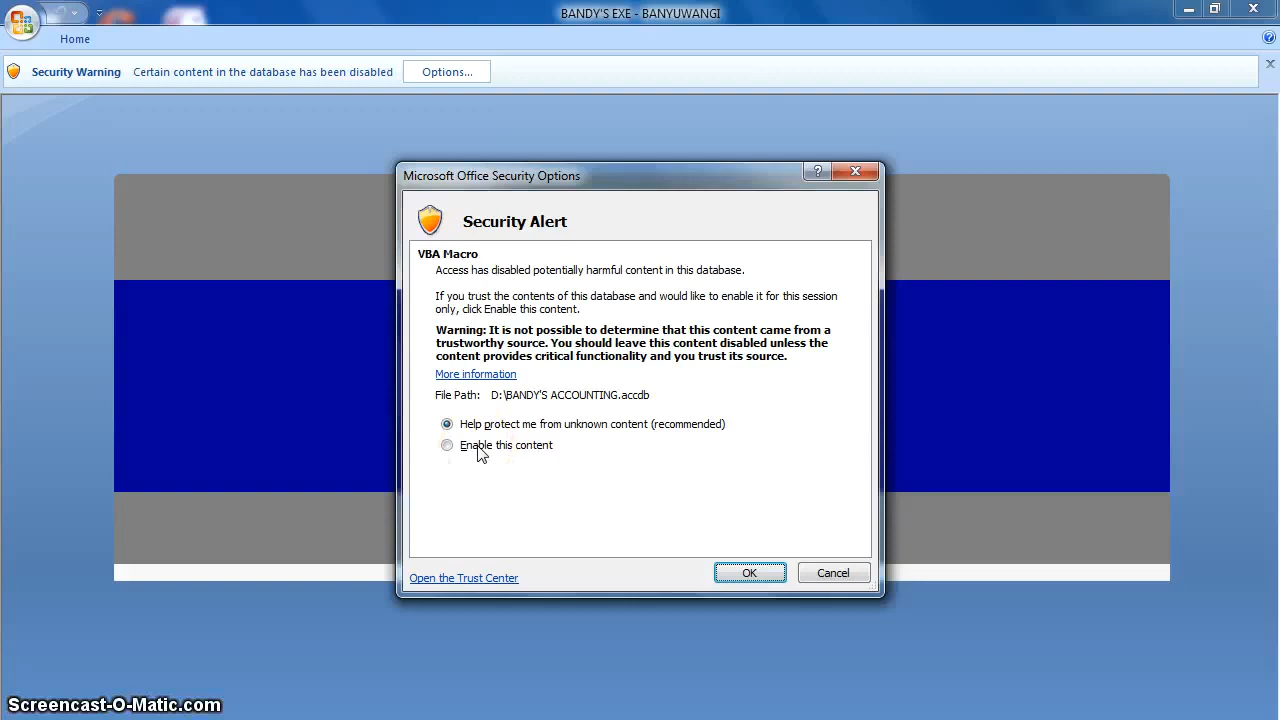 BANDY'S EXE - BANYUWANGI
Home
Security Warning Certain content in the database has been disabled Options...
Microsoft Office Security Options
Security Alert
VBA Macro
Access has disabled potentially harmful content in this database.
If you trust the contents of this database and would like to enable it for this session
only, click Enable this content.
Warning: It is not possible to determine that this content came from a
trustworthy source. You should leave this content disabled unless the
content provides critical functionality and you trust its source.
More information
File Path: D:\BANDY'S ACCOUNTING.accdb
Help protect me from unknown content (recommended)
Enable this content
Open the Trust Center OK Cancel
Screencast-O-Matic.com